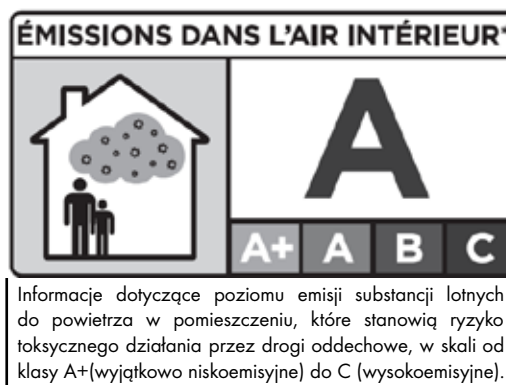 ÉMISSIONS DANS L'AIR INTÉRIEUR*
A
A+ A B C
Informacje dotyczące poziomu emisji substancji lotnych
do powietrza w pomieszczeniu, które stanowią ryzyko
toksycznego działania przez drogi oddechowe, w skali od
klasy A+(wyjątkowo niskoemisyjne) do C (wysokoemisyjne).